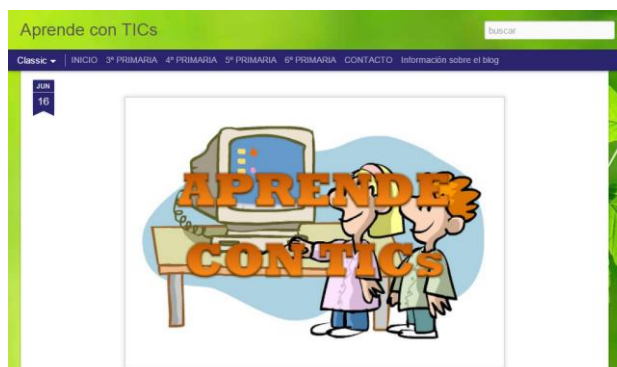 Aprende con TICs
buscar
Classic INICIO 3º PRIMARIA 4º PRIMARIA 5º PRIMARIA 6º PRIMARIA CONTACTO Información sobre el blog
JUN
16
APRENDE
CON TICs